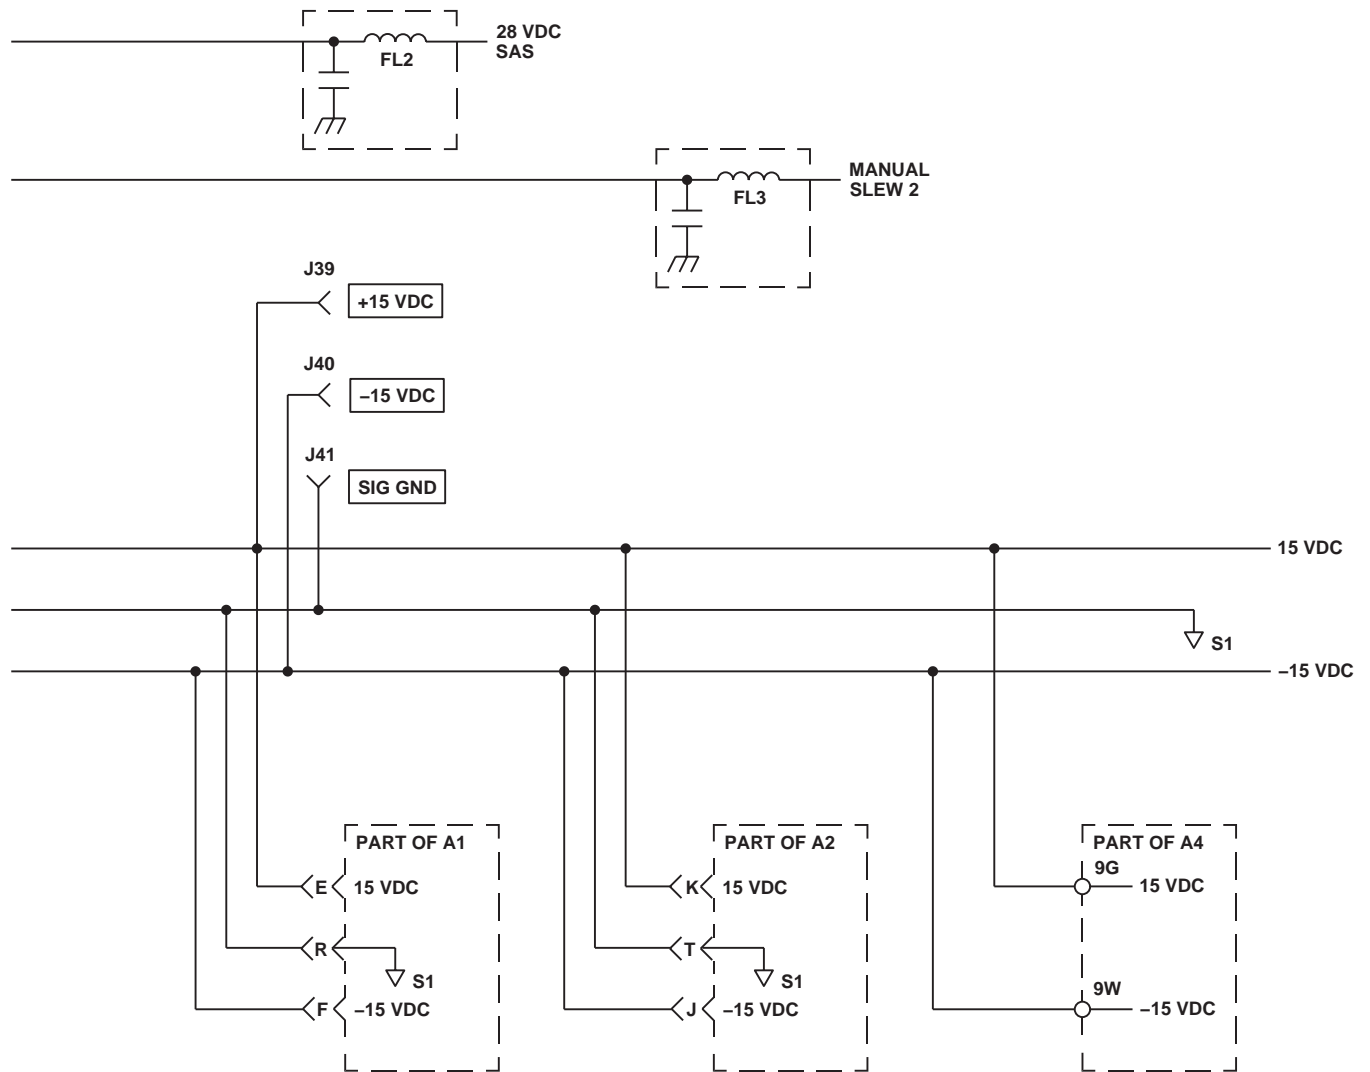 28 VDC
SAS
FL2
MANUAL
SLEW 2
FL3
J39
+15 VDC
J40
–15 VDC
J41
SIG GND
15 VDC
S1
–15 VDC
PART OF A1
E 15 VDC
R
S1
F –15 VDC
PART OF A2
K 15 VDC
T
S1
J –15 VDC
PART OF A4
9G
15 VDC
9W
–15 VDC